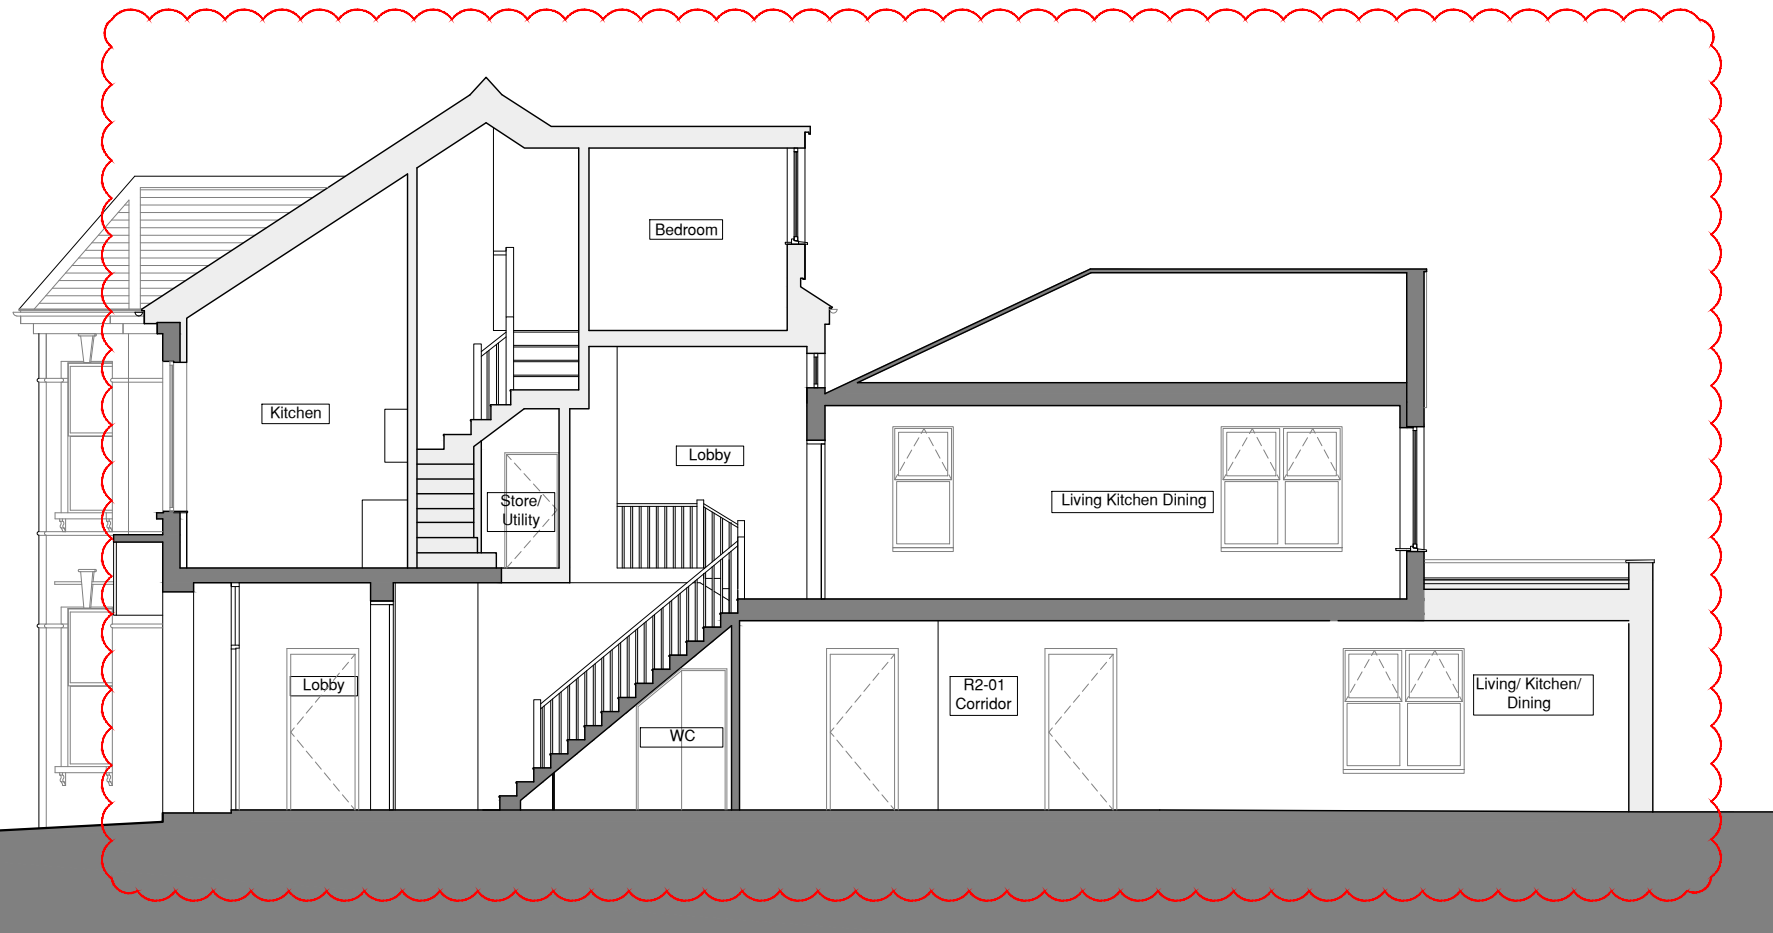 Bedroom
Kitchen
Lobby
Store/
Utility
Living Kitchen Dining
Lobby
R2-01
Corridor
Living/ Kitchen/
Dining
WC